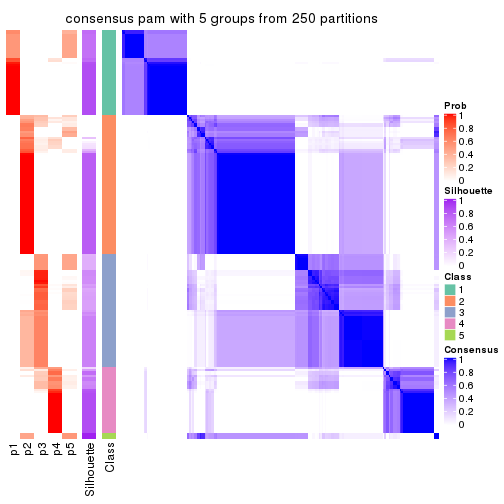 consensus pam with 5 groups from 250 partitions
Prob
1
0.8
0.6
0.4
0.2
0
Silhouette
1
0.8
0.6
0.4
0.2
0
Class
1
2
3
4
5
Consensus
1
0.8
0.6
0.4
0.2
0
p1
p2
p3
p4
p5
Silhouette
Class